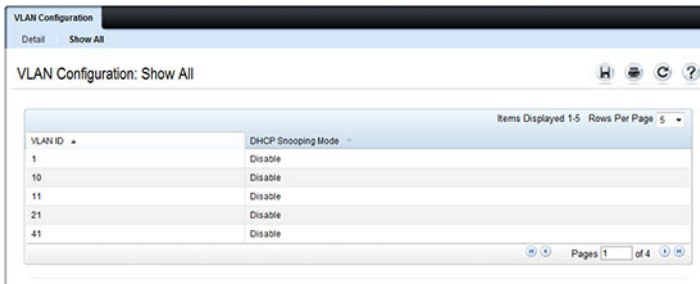 VLAN Configuration
Detail Show All
VLAN Configuration: Show All
Items Displayed 1-5 Rows Per Page 5
VLAN ID DHCP Snooping Mode
1 Disable
10 Disable
11 Disable
21 Disable
41 Disable
Pages 1 of 4